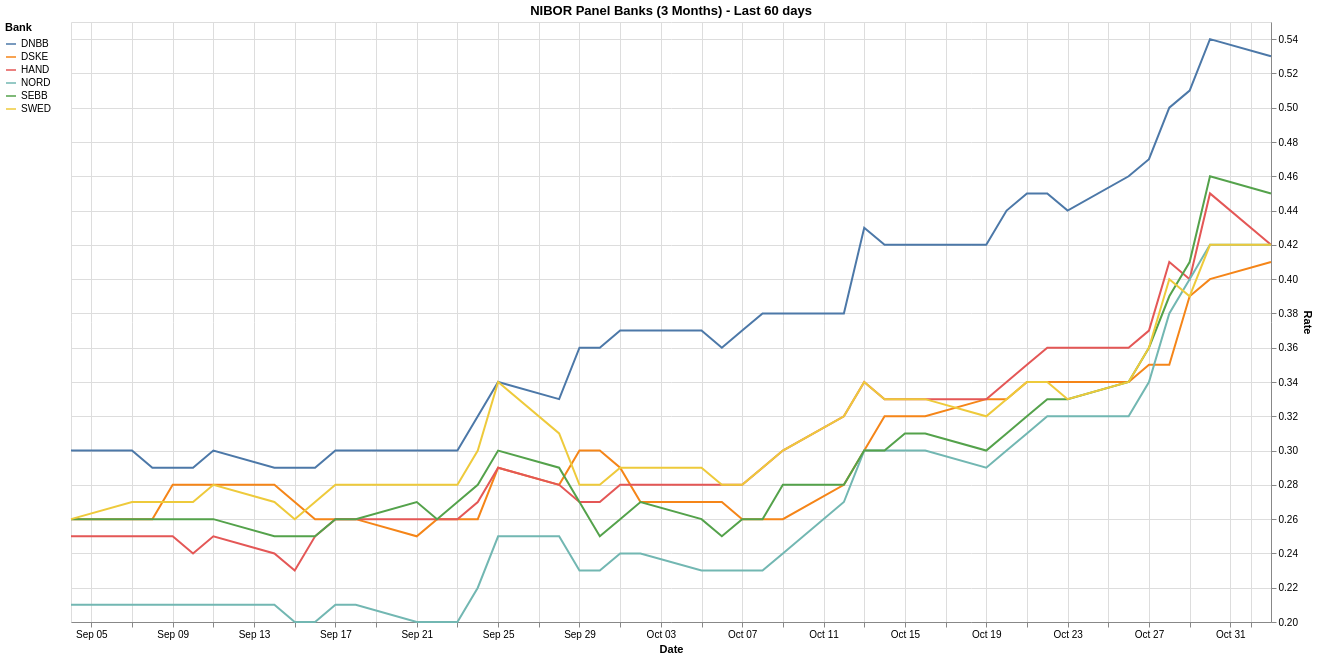 NIBOR Panel Banks (3 Months) - Last 60 days
Bank
DNBB
DSKE
HAND
NORD
SEBB
SWED
0.54
0.52
0.50
0.48
0.46
0.44
0.42
0.40
0.38
0.36
0.34
0.32
0.30
0.28
0.26
0.24
0.22
0.20
Rate
Sep 05 Sep 09 Sep 13 Sep 17 Sep 21 Sep 25 Sep 29 Oct 03 Oct 07 Oct 11 Oct 15 Oct 19 Oct 23 Oct 27 Oct 31
Date